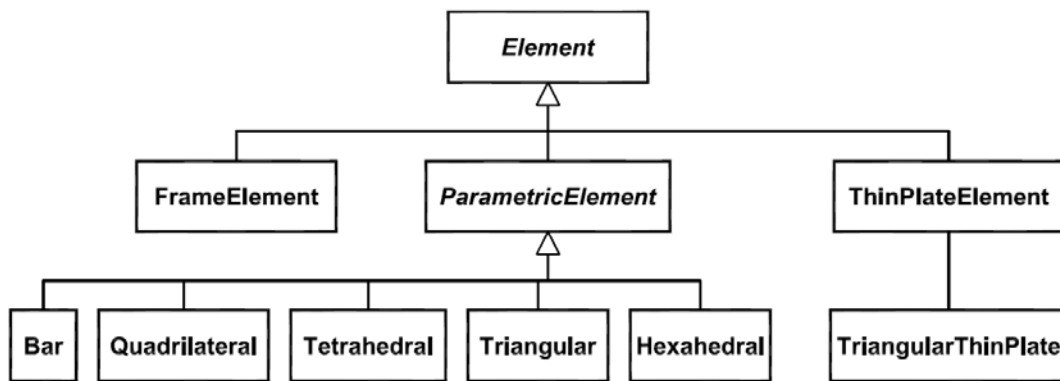 Element
FrameElement
ParametricElement
ThinPlateElement
Bar
Quadrilateral
Tetrahedral
Triangular
Hexahedral
TriangularThinPlate